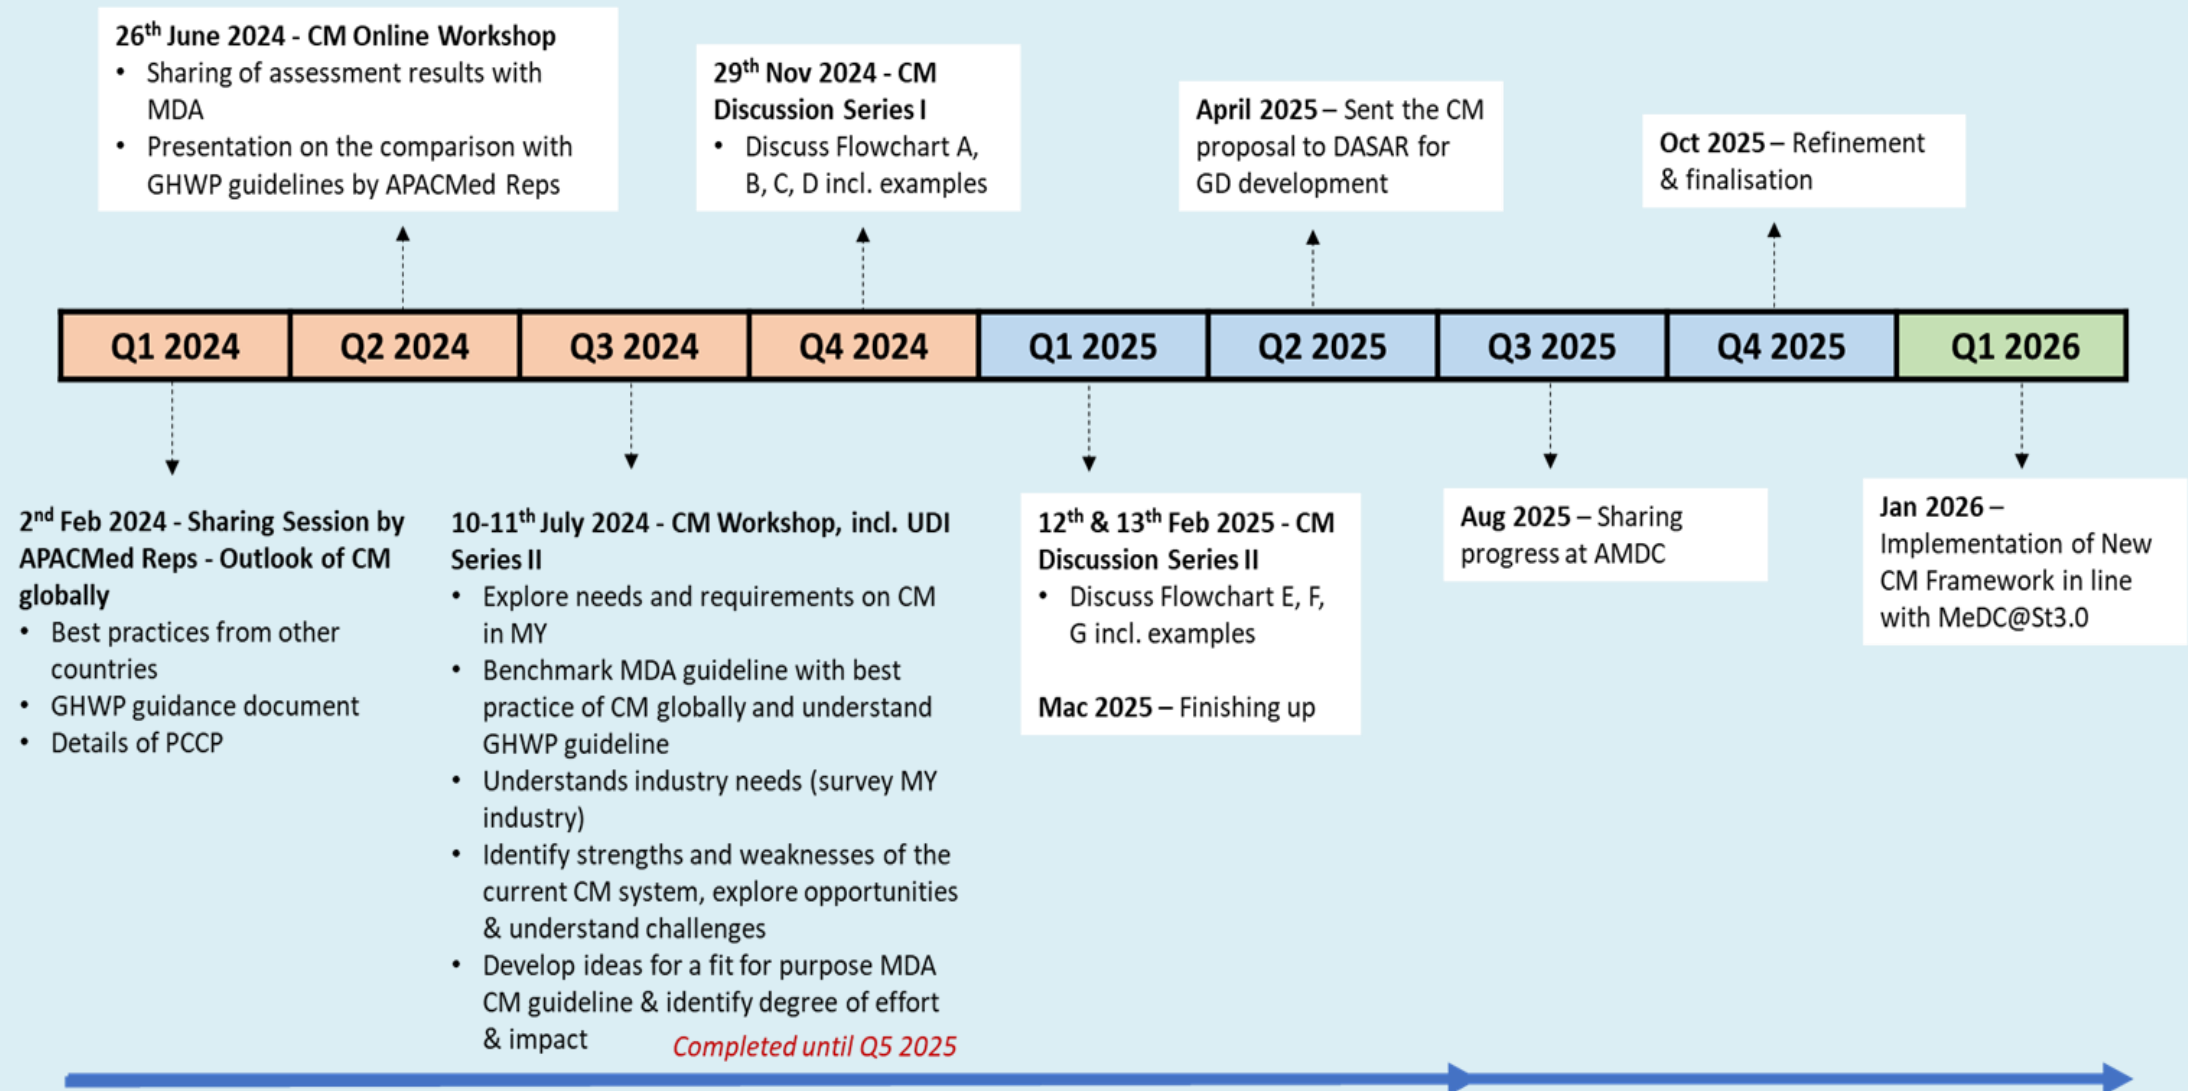 26th June 2024 - CM Online Workshop
• Sharing of assessment results with
MDA
• Presentation on the comparison with
GHWP guidelines by APACMed Reps
29th Nov 2024 - CM
Discussion Series I
• Discuss Flowchart A,
B, C, D incl. examples
April 2025 – Sent the CM
proposal to DASAR for
GD development
Oct 2025 – Refinement
& finalisation
Q1 2024
Q2 2024
Q3 2024
Q4 2024
Q1 2025
Q2 2025
Q3 2025
Q4 2025
Q1 2026
2nd Feb 2024 - Sharing Session by
APACMed Reps - Outlook of CM
globally
• Best practices from other
countries
• GHWP guidance document
• Details of PCCP
10-11th July 2024 - CM Workshop, incl. UDI
Series II
• Explore needs and requirements on CM
in MY
• Benchmark MDA guideline with best
practice of CM globally and understand
GHWP guideline
• Understands industry needs (survey MY
industry)
• Identify strengths and weaknesses of the
current CM system, explore opportunities
& understand challenges
• Develop ideas for a fit for purpose MDA
CM guideline & identify degree of effort
& impact
Completed until Q5 2025
12th & 13th Feb 2025 - CM
Discussion Series II
• Discuss Flowchart E, F,
G incl. examples
Mac 2025 – Finishing up
Aug 2025 – Sharing
progress at AMDC
Jan 2026 –
Implementation of New
CM Framework in line
with MeDC@St3.0